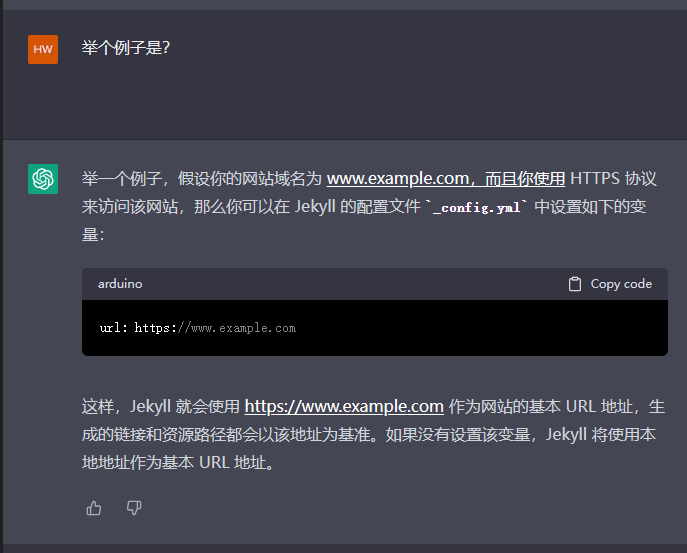 HW
举个例子是？
举一个例子，假设你的网站域名为 www.example.com，而且你使用 HTTPS 协议
来访问该网站，那么你可以在 Jekyll 的配置文件 `_config.yml` 中设置如下的变
量：
arduino Copy code
url: https://www.example.com
这样，Jekyll 就会使用 https://www.example.com 作为网站的基本 URL 地址，生
成的链接和资源路径都会以该地址为基准。如果没有设置该变量，Jekyll 将使用本
地地址作为基本 URL 地址。